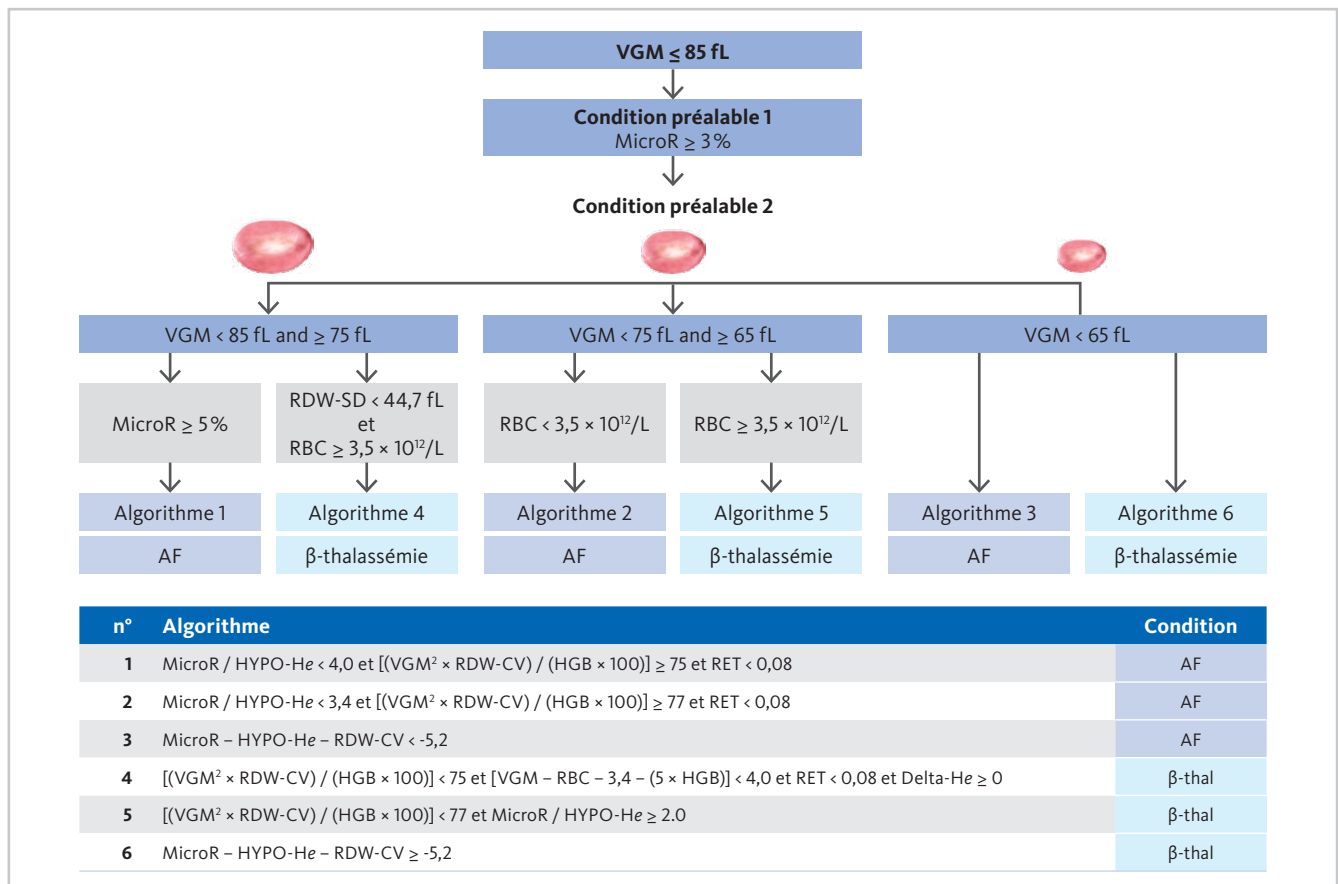 VGM ≤ 85 fL
Condition préalable 1
MicroR ≥ 3 %
Condition préalable 2
VGM < 85 fL and ≥ 75 fL
VGM < 75 fL and ≥ 65 fL
VGM < 65 fL
MicroR ≥ 5 %
RDW-SD < 44,7 fL
et
RBC ≥ 3,5 × 10¹²/L
RBC < 3,5 × 10¹²/L
RBC ≥ 3,5 × 10¹²/L
Algorithme 1
Algorithme 4
Algorithme 2
Algorithme 5
Algorithme 3
Algorithme 6
AF
β-thalassémie
AF
β-thalassémie
AF
β-thalassémie
n° Algorithme Condition
1 MicroR / HYPO-He < 4,0 et [(VGM² × RDW-CV) / (HGB × 100)] ≥ 75 et RET < 0,08 AF
2 MicroR / HYPO-He < 3,4 et [(VGM² × RDW-CV) / (HGB × 100)] ≥ 77 et RET < 0,08 AF
3 MicroR – HYPO-He – RDW-CV < -5,2 AF
4 [(VGM² × RDW-CV) / (HGB × 100)] < 75 et [VGM – RBC – 3,4 – (5 × HGB)] < 4,0 et RET < 0,08 et Delta-He ≥ 0 β-thal
5 [(VGM² × RDW-CV) / (HGB × 100)] < 77 et MicroR / HYPO-He ≥ 2.0 β-thal
6 MicroR – HYPO-He – RDW-CV ≥ -5,2 β-thal